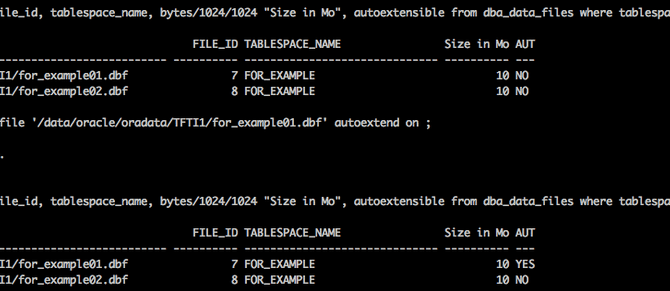 ile_id, tablespace_name, bytes/1024/1024 "Size in Mo", autoextensible from dba_data_files where tablespa
FILE_ID TABLESPACE_NAME Size in Mo AUT
------------------------- ---------- ------------------------------ ---------- ---
I1/for_example01.dbf 7 FOR_EXAMPLE 10 NO
I1/for_example02.dbf 8 FOR_EXAMPLE 10 NO
file '/data/oracle/oradata/TFTI1/for_example01.dbf' autoextend on ;
.
ile_id, tablespace_name, bytes/1024/1024 "Size in Mo", autoextensible from dba_data_files where tablespa
FILE_ID TABLESPACE_NAME Size in Mo AUT
------------------------- ---------- ------------------------------ ---------- ---
I1/for_example01.dbf 7 FOR_EXAMPLE 10 YES
I1/for_example02.dbf 8 FOR_EXAMPLE 10 NO